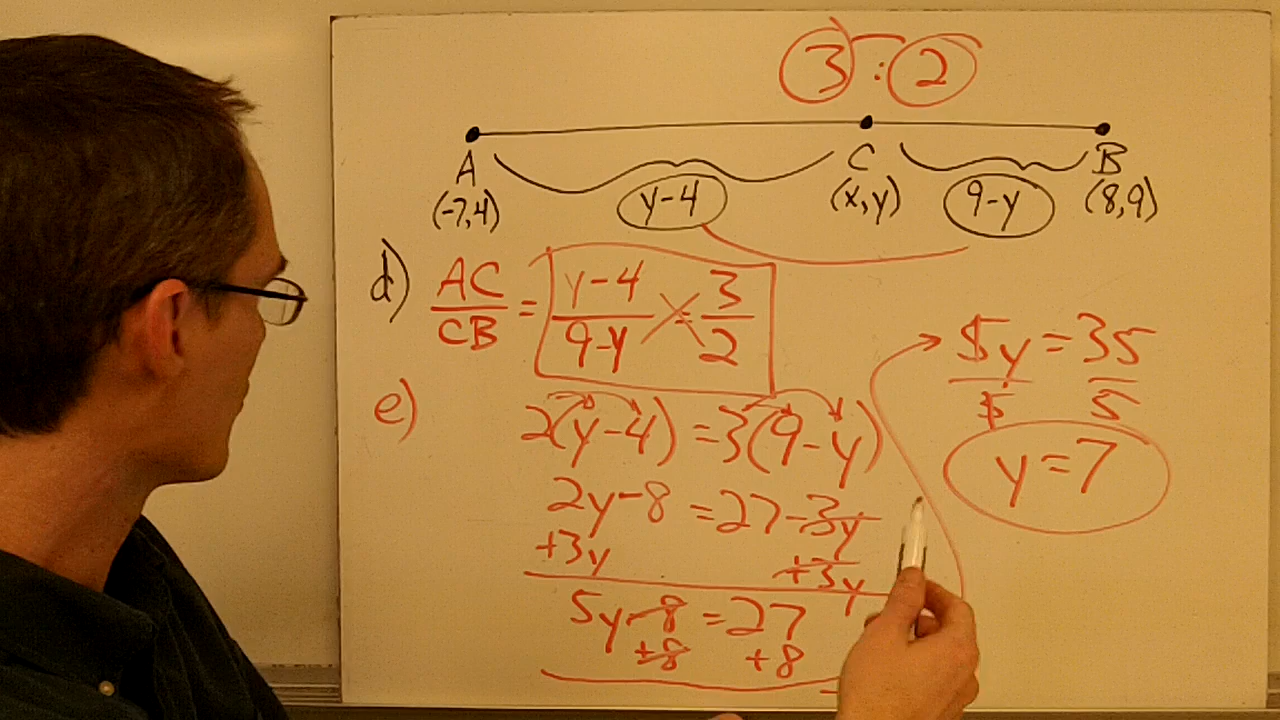 3 : 2
A C B
(-7,4) y-4 (x,y) 9-y (8,9)
d) AC/CB = y-4/9-y = 3/2
e)
2(y-4) = 3(9-y)
2y-8 = 27-3y
+3y +3y
5y-8 = 27
+8 +8
5y = 35
5 5
y = 7